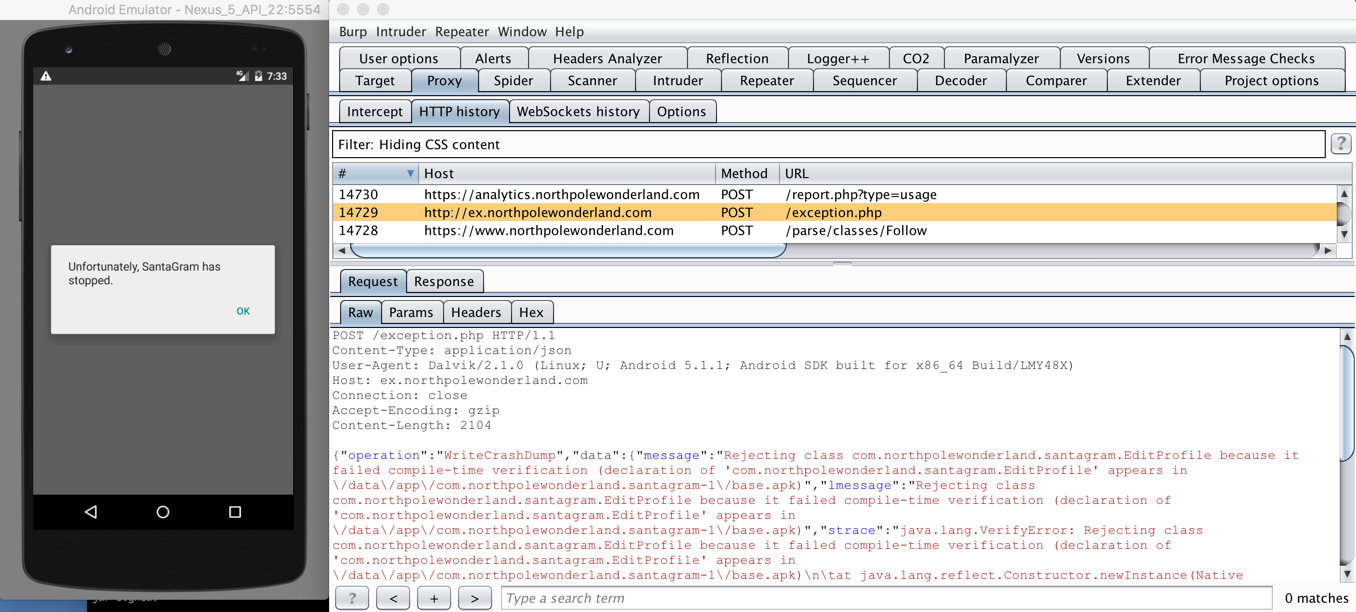 Android Emulator - Nexus_5_API_22:5554
7:33
Unfortunately, SantaGram has
stopped.
OK
Burp Intruder Repeater Window Help
User options Alerts Headers Analyzer Reflection Logger++ CO2 Paramalyzer Versions Error Message Checks
Target Proxy Spider Scanner Intruder Repeater Sequencer Decoder Comparer Extender Project options
Intercept HTTP history WebSockets history Options
Filter: Hiding CSS content
?
# Host Method URL
14730 https://analytics.northpolewonderland.com POST /report.php?type=usage
14729 http://ex.northpolewonderland.com POST /exception.php
14728 https://www.northpolewonderland.com POST /parse/classes/Follow
Request Response
Raw Params Headers Hex
POST /exception.php HTTP/1.1
Content-Type: application/json
User-Agent: Dalvik/2.1.0 (Linux; U; Android 5.1.1; Android SDK built for x86_64 Build/LMY48X)
Host: ex.northpolewonderland.com
Connection: close
Accept-Encoding: gzip
Content-Length: 2104
{"operation":"WriteCrashDump","data":{"message":"Rejecting class com.northpolewonderland.santagram.EditProfile because it
failed compile-time verification (declaration of 'com.northpolewonderland.santagram.EditProfile' appears in
\/data\/app\/com.northpolewonderland.santagram-1\/base.apk)","lmessage":"Rejecting class
com.northpolewonderland.santagram.EditProfile because it failed compile-time verification (declaration of
'com.northpolewonderland.santagram.EditProfile' appears in
\/data\/app\/com.northpolewonderland.santagram-1\/base.apk)","strace":"java.lang.VerifyError: Rejecting class
com.northpolewonderland.santagram.EditProfile because it failed compile-time verification (declaration of
'com.northpolewonderland.santagram.EditProfile' appears in
\/data\/app\/com.northpolewonderland.santagram-1\/base.apk)\n\tat java.lang.reflect.Constructor.newInstance(Native
? < + > Type a search term 0 matches